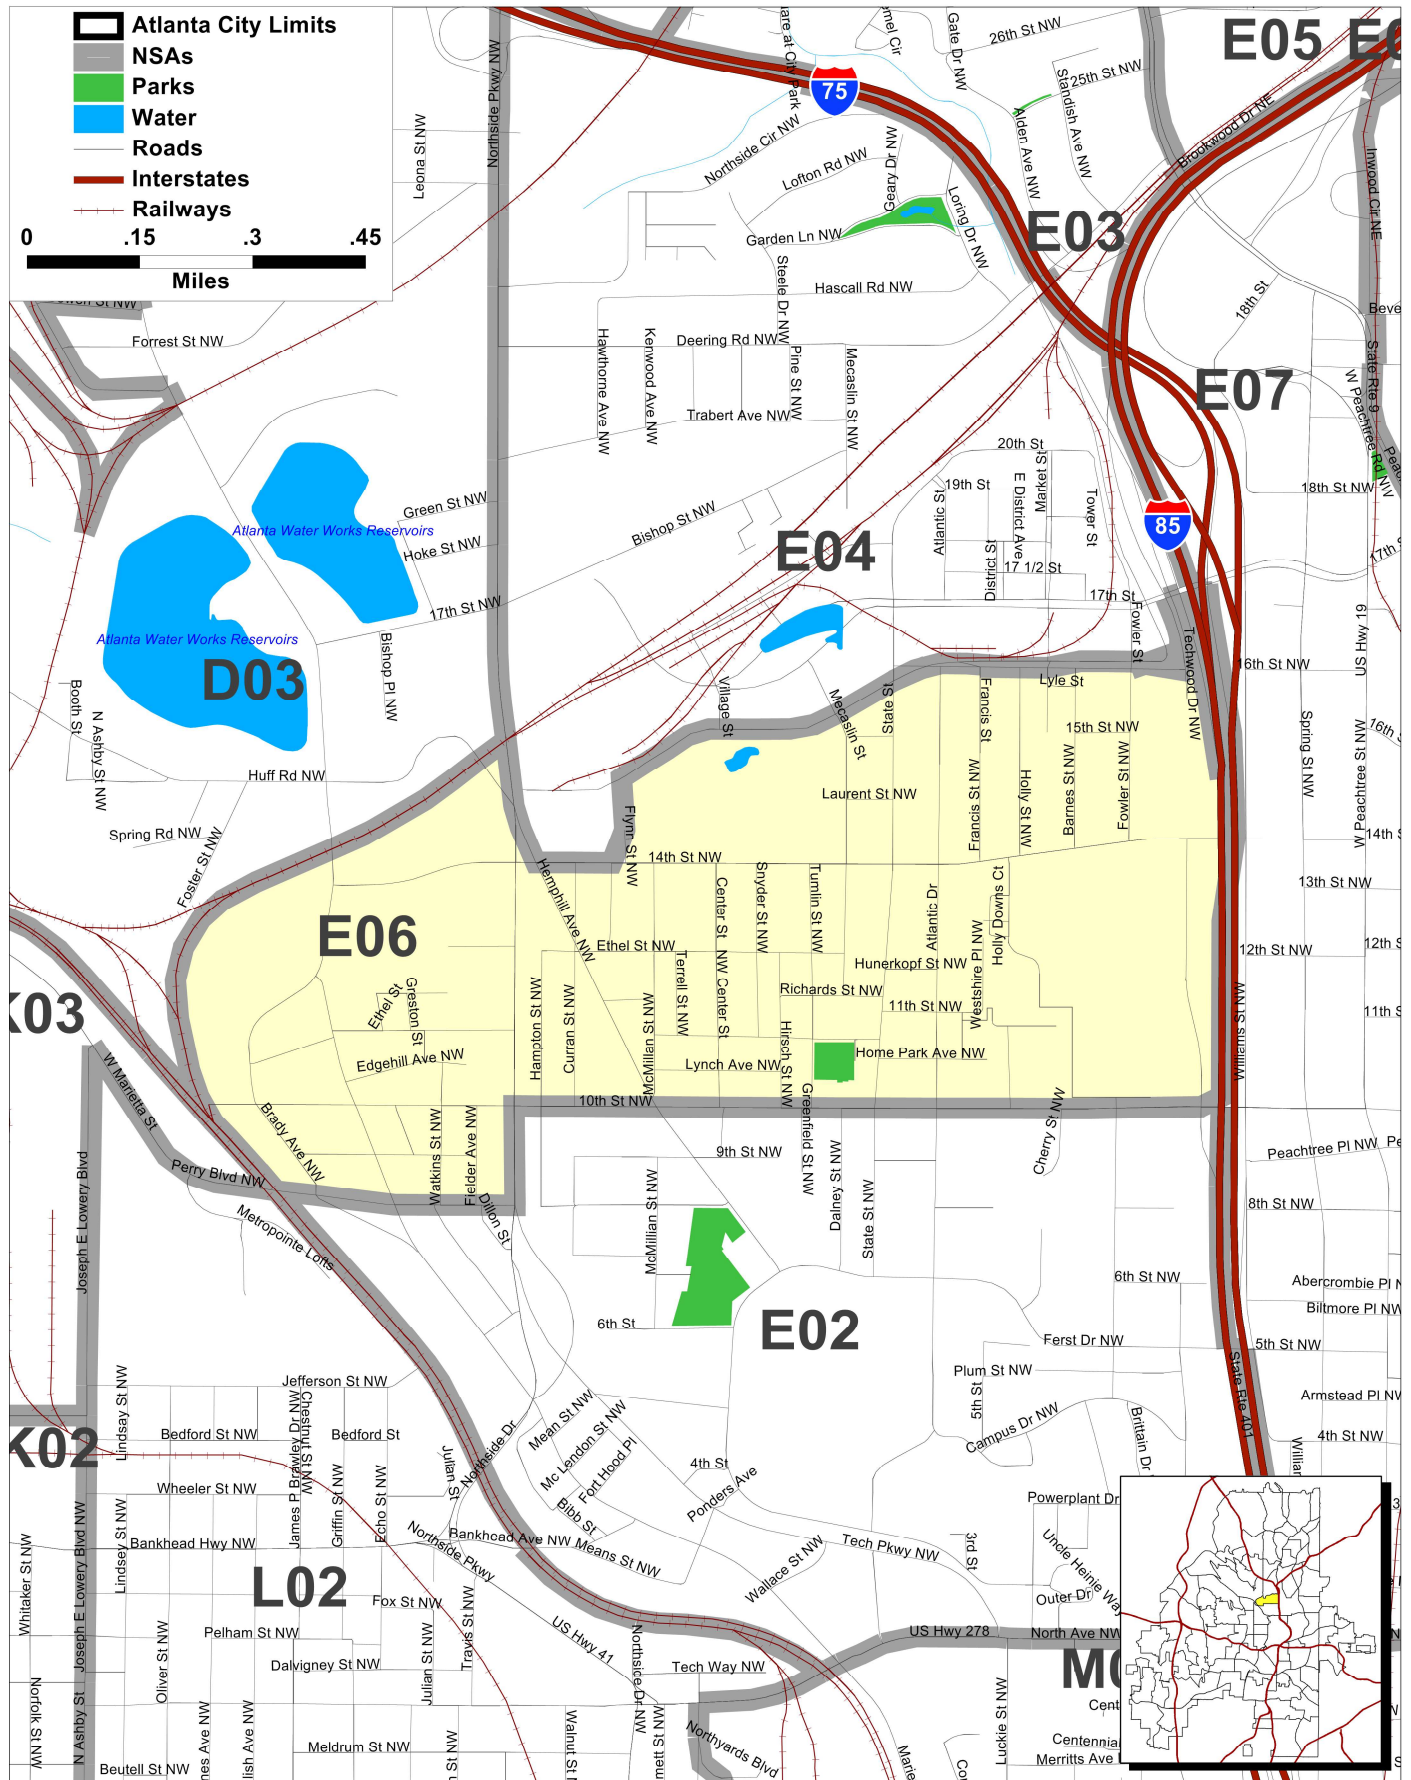 Atlanta City Limits
NSAs
Parks
Water
Roads
Interstates
Railways
0 .15 .3 .45
Miles
Leona St NW
Northside Pkwy NW
Gate Dr NW
26th St NW
E05
25th St NW
Standish Ave NW
Alden Ave NW
75
Northside Cir NW
Lofton Rd NW
Geary Dr NW
Brookwood Dr NE
Inwood Cir NE
Loring Dr NW
E03
Garden Ln NW
Steele Dr NW
Hascall Rd NW
18th St
Forrest St NW
Hawthorne Ave NW
Kenwood Ave NW
Deering Rd NW
Pine St NW
Mecaslin St NW
Trabert Ave NW
E07
State Rte 9
W Peachtree Rd NW
20th St
19th St
Market St
E District Ave
Tower St
Atlantic St
18th St NW
Green St NW
Atlanta Water Works Reservoirs
Hoke St NW
Bishop St NW
85
E04
District St
17 1/2 St
17th St
17th St NW
Fowler St
Techwood Dr NW
US Hwy 19
Atlanta Water Works Reservoirs
D03
Bishop Pl NW
16th St NW
Booth St
N Ashby St NW
Village St
Mecaslin St
State St
Francis St
Lyle St
15th St NW
Spring St NW
W Peachtree St NW
Huff Rd NW
Laurent St NW
Francis St NW
Holly St NW
Barnes St NW
Fowler St NW
Spring Rd NW
Foster St NW
Flynn St NW
14th St NW
Hemphill Ave NW
Center St NW
Snyder St NW
Tumlin St NW
Atlantic Dr
Holly Downs Ct
13th St NW
E06
Ethel St NW
Terrell St NW
Center St
Hunerkopf St NW
Westshire Pl NW
12th St NW
K03
Ethel St
Greston St
Hampton St NW
Curran St NW
McMillan St NW
Richards St NW
11th St NW
Hirsch St NW
Williams St NW
Edgehill Ave NW
Lynch Ave NW
Home Park Ave NW
W Marietta St
Brady Ave NW
10th St NW
Watkins St NW
Fielder Ave NW
Greenfield St NW
Cherry St NW
9th St NW
Dalney St NW
State St NW
Peachtree Pl NW
Joseph E Lowery Blvd
Perry Blvd NW
Dillon St
McMillian St NW
8th St NW
Metropointe Lofts
6th St NW
6th St
E02
Biltmore Pl NW
Ferst Dr NW
5th St NW
Plum St NW
5th St
State Rte 401
Armstead Pl NW
Lindsay St NW
Jefferson St NW
Chestnut St NW
James P Brawley Dr NW
K02
Bedford St NW
Bedford St
Mean St NW
Mc Lendon St NW
Fort Hood Pl
Northside Dr
Julian St
Campus Dr NW
Brittain Dr
4th St NW
4th St
Ponders Ave
Wheeler St NW
Griffin St NW
Echo St NW
Bibb St
Powerplant Dr
3rd St
Whitaker St NW
Joseph E Lowery Blvd NW
Lindsey St NW
Bankhead Hwy NW
Northside Pkwy
Bankhead Ave NW
Means St NW
Wallace St NW
Tech Pkwy NW
Uncle Heinie Way
Outer Dr
L02
Fox St NW
Travis St NW
US Hwy 41
Northside Dr NW
US Hwy 278
North Ave NW
Pelham St NW
Oliver St NW
Dalvigney St NW
Julian St NW
Tech Way NW
Norfolk St NW
N Ashby St
Luckie St NW
Meldrum St NW
Northyards Blvd
Beutell St NW